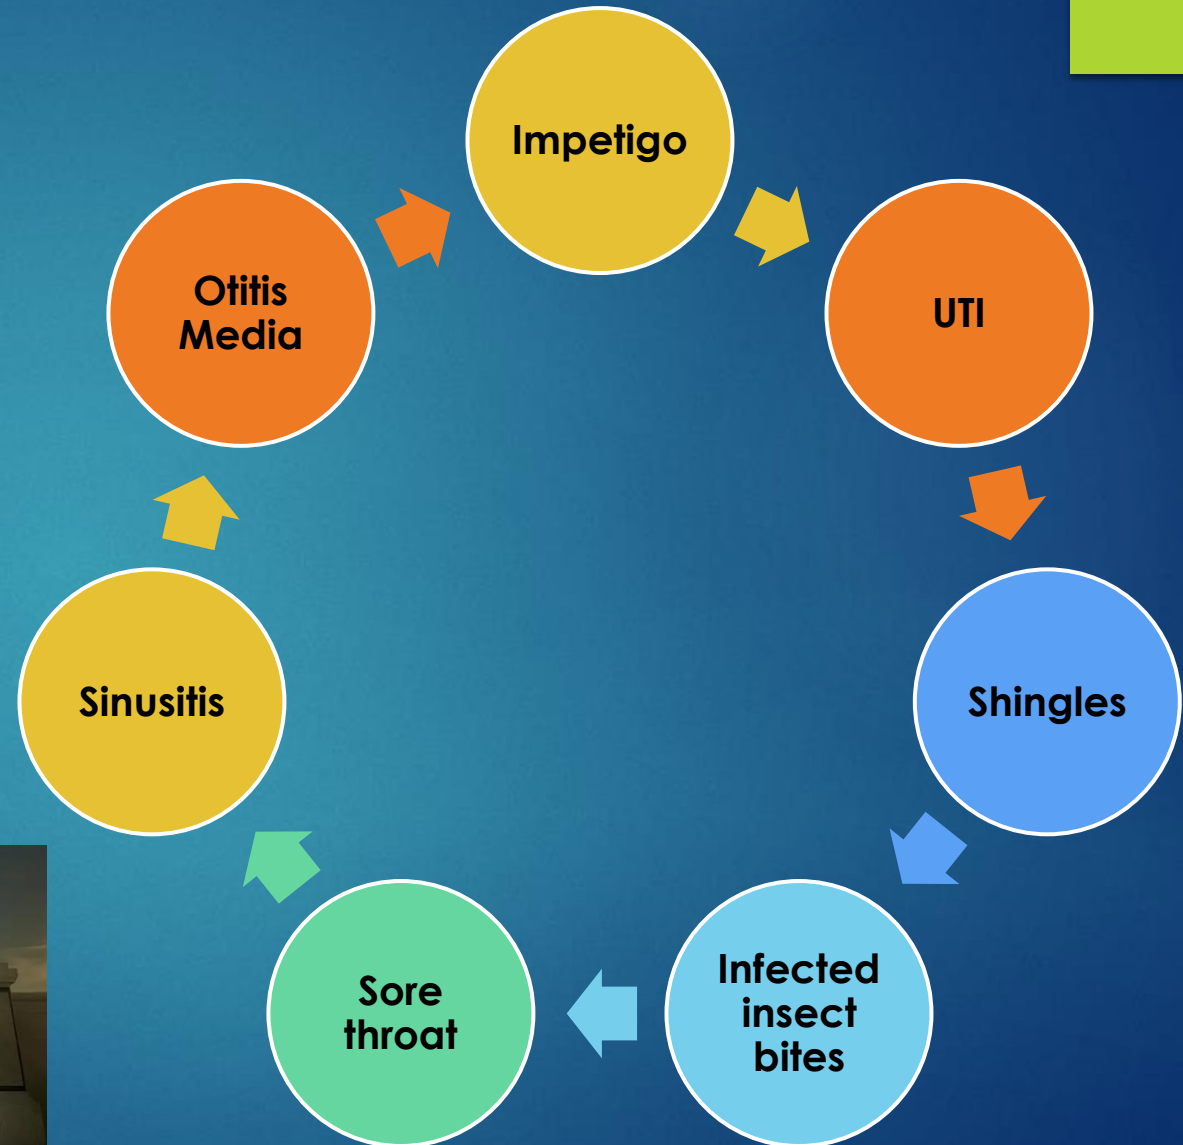 Impetigo
UTI
Shingles
Infected
insect
bites
Sore
throat
Sinusitis
Otitis
Media